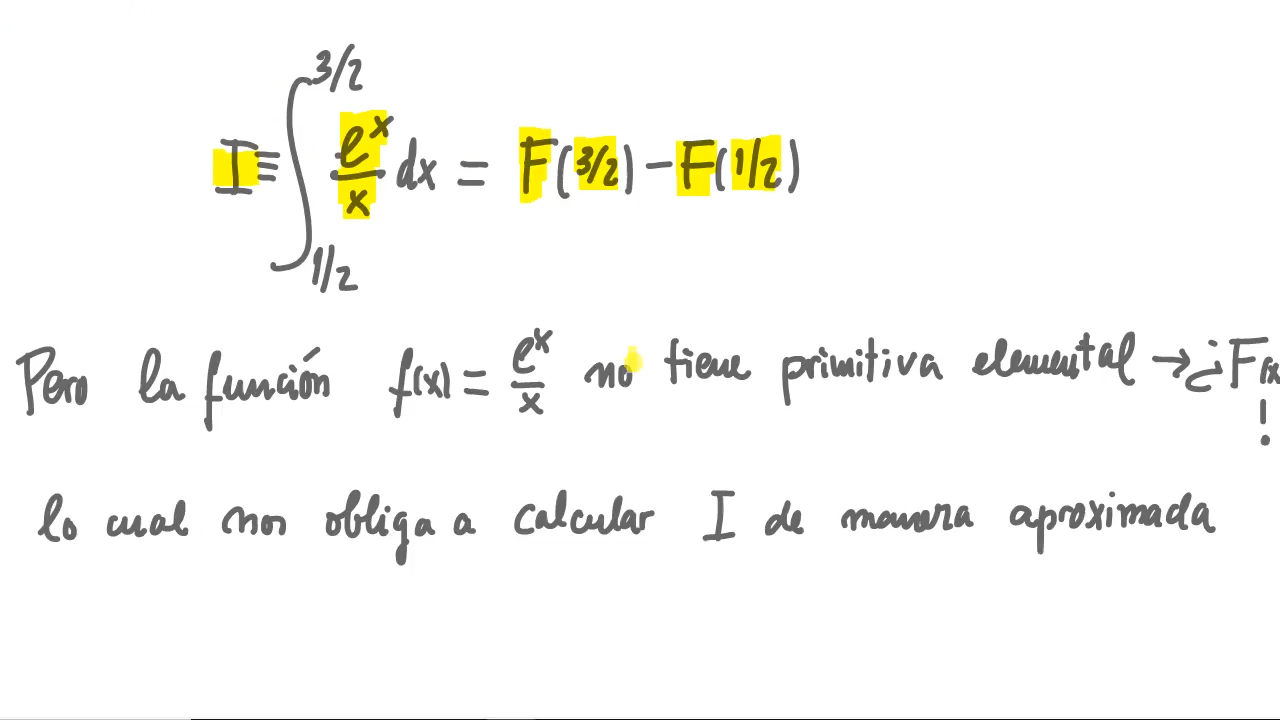 I ≡ ∫_{1/2}^{3/2} e^x/x dx = F(3/2) − F(1/2)
Pero la función f(x) = e^x/x no tiene primitiva elemental → ¿F(x
!
lo cual nos obliga a calcular I de manera aproximada